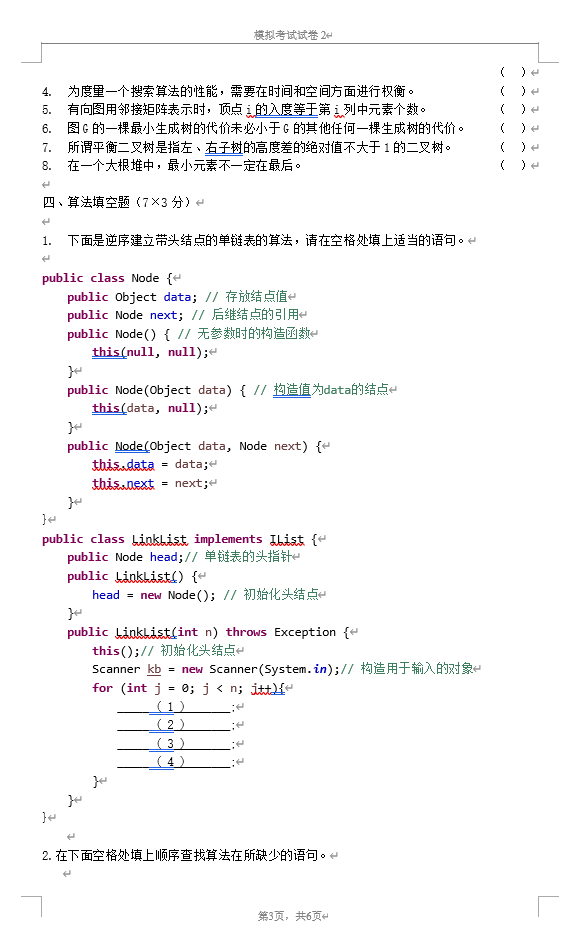 模拟考试试卷 2
( )
4. 为度量一个搜索算法的性能，需要在时间和空间方面进行权衡。 ( )
5. 有向图用邻接矩阵表示时，顶点 i 的入度等于第 i 列中元素个数。 ( )
6. 图 G 的一棵最小生成树的代价未必小于 G 的其他任何一棵生成树的代价。 ( )
7. 所谓平衡二叉树是指左、右子树的高度差的绝对值不大于 1 的二叉树。 ( )
8. 在一个大根堆中，最小元素不一定在最后。 ( )
四、算法填空题（7×3 分）
1. 下面是逆序建立带头结点的单链表的算法，请在空格处填上适当的语句。
public class Node {
public Object data; // 存放结点值
public Node next; // 后继结点的引用
public Node() { // 无参数时的构造函数
this(null, null);
}
public Node(Object data) { // 构造值为data的结点
this(data, null);
}
public Node(Object data, Node next) {
this.data = data;
this.next = next;
}
}
public class LinkList implements IList {
public Node head;// 单链表的头指针
public LinkList() {
head = new Node(); // 初始化头结点
}
public LinkList(int n) throws Exception {
this();// 初始化头结点
Scanner kb = new Scanner(System.in);// 构造用于输入的对象
for (int j = 0; j < n; j++){
_____（1）______;
_____（2）______;
_____（3）______;
_____（4）______;
}
}
}
2. 在下面空格处填上顺序查找算法在所缺少的语句。
第3页，共6页